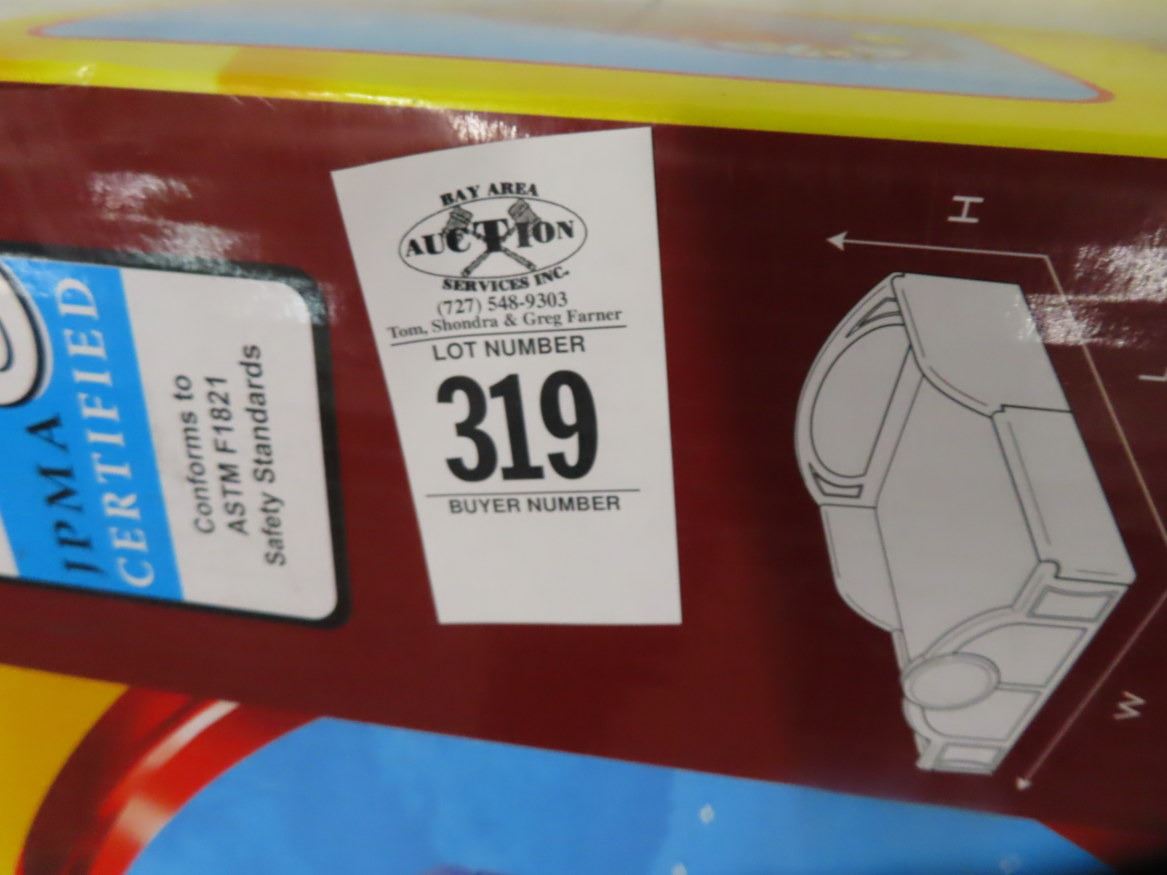 BAY AREA
AUCTION
SERVICES INC.
(727) 548-9303
Tom, Shondra & Greg Farner
LOT NUMBER
319
BUYER NUMBER
JPMA
CERTIFIED
Conforms to
ASTM F1821
Safety Standards
H
L
W